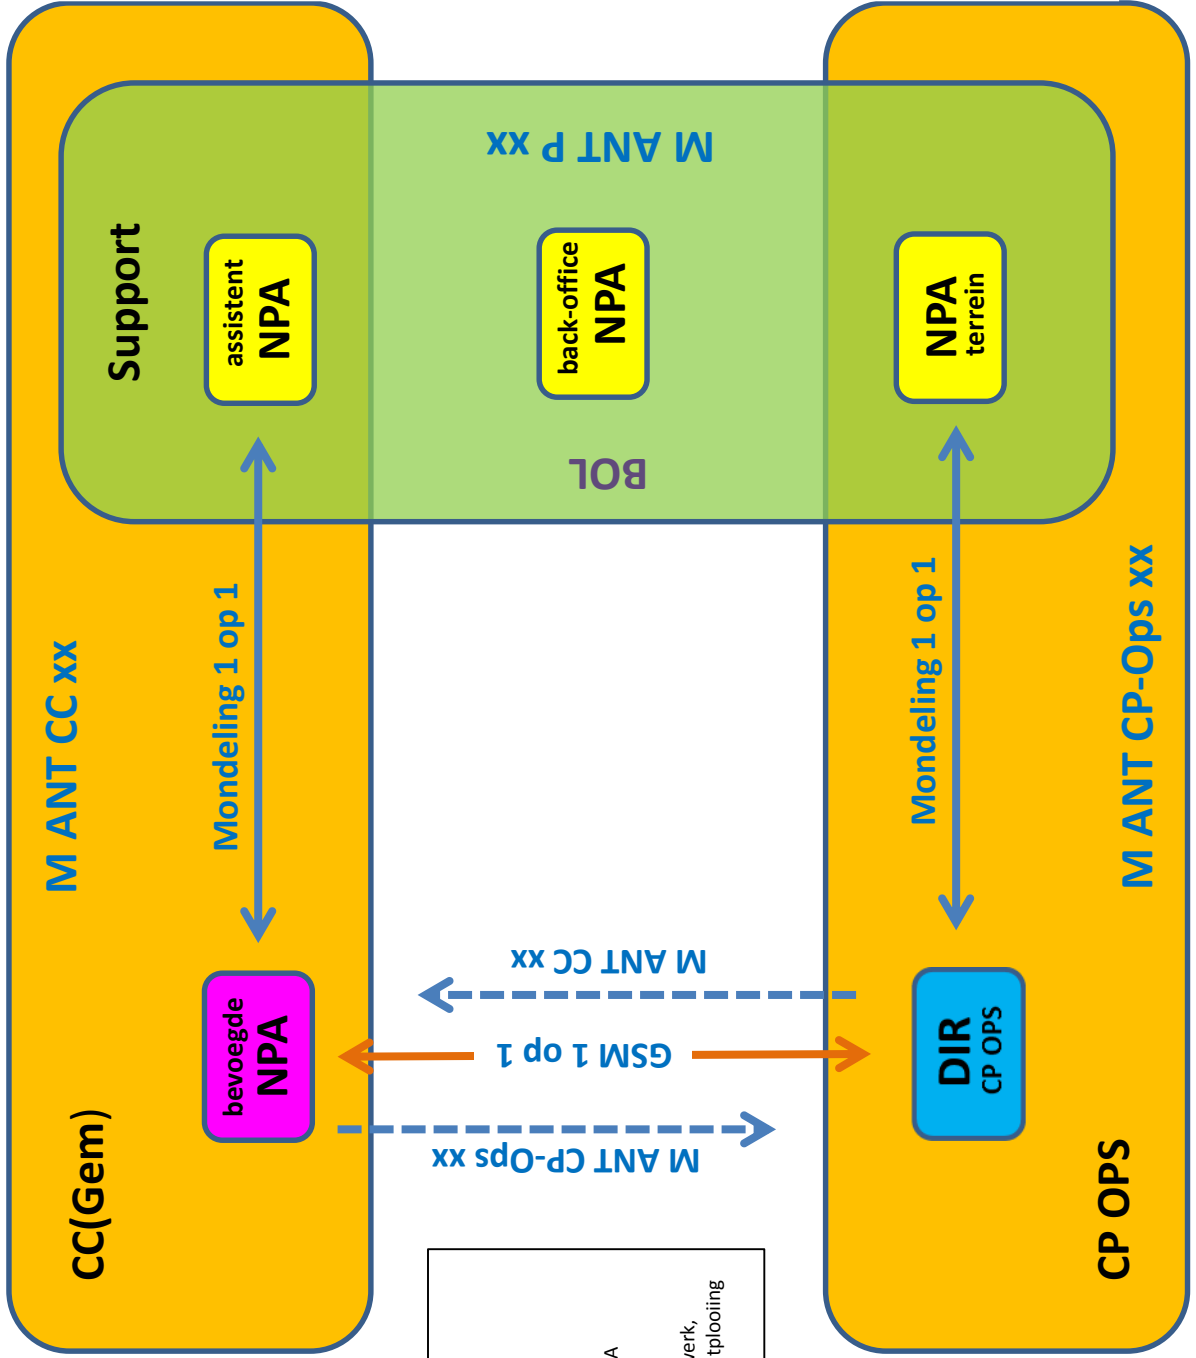 CC(Gem)
M ANT CC xx
bevoegde
NPA
Mondeling 1 op 1
Support
assistent
NPA
M ANT CP-Ops xx
GSM 1 op 1
M ANT CC xx
BOL
back-office
NPA
M ANT P xx
DIR
CP OPS
Mondeling 1 op 1
NPA
terrein
CP OPS
M ANT CP-Ops xx